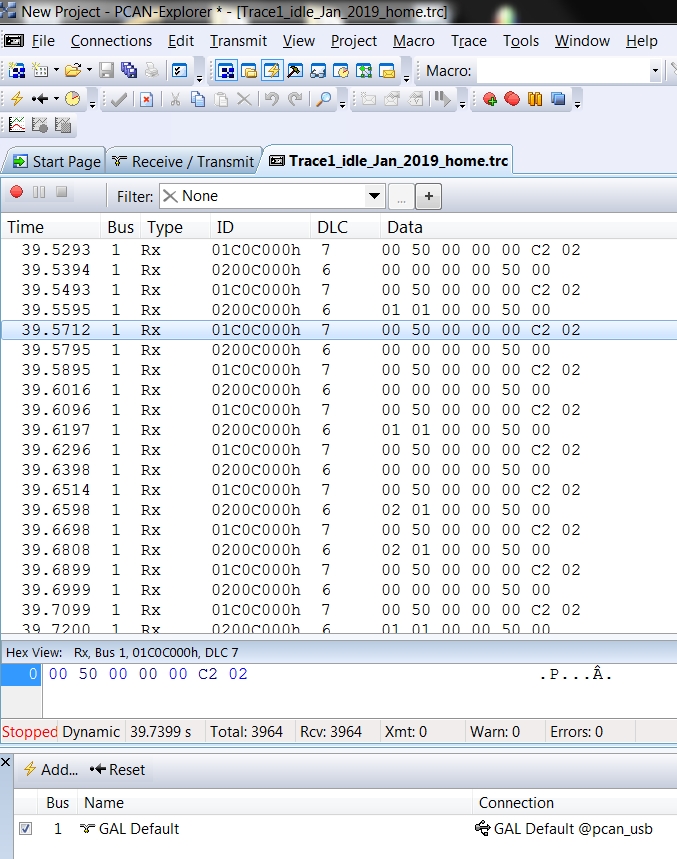 New Project - PCAN-Explorer * - [Trace1_idle_Jan_2019_home.trc]
File Connections Edit Transmit View Project Macro Trace Tools Window Help
Macro:
Start Page Receive / Transmit Trace1_idle_Jan_2019_home.trc
Filter: None ... +
Time Bus Type ID DLC Data
39.5293 1 Rx 01C0C000h 7 00 50 00 00 00 C2 02
39.5394 1 Rx 0200C000h 6 00 00 00 00 50 00
39.5493 1 Rx 01C0C000h 7 00 50 00 00 00 C2 02
39.5595 1 Rx 0200C000h 6 01 01 00 00 50 00
39.5712 1 Rx 01C0C000h 7 00 50 00 00 00 C2 02
39.5795 1 Rx 0200C000h 6 00 00 00 00 50 00
39.5895 1 Rx 01C0C000h 7 00 50 00 00 00 C2 02
39.6016 1 Rx 0200C000h 6 00 00 00 00 50 00
39.6096 1 Rx 01C0C000h 7 00 50 00 00 00 C2 02
39.6197 1 Rx 0200C000h 6 01 01 00 00 50 00
39.6296 1 Rx 01C0C000h 7 00 50 00 00 00 C2 02
39.6398 1 Rx 0200C000h 6 00 00 00 00 50 00
39.6514 1 Rx 01C0C000h 7 00 50 00 00 00 C2 02
39.6598 1 Rx 0200C000h 6 02 01 00 00 50 00
39.6698 1 Rx 01C0C000h 7 00 50 00 00 00 C2 02
39.6808 1 Rx 0200C000h 6 02 01 00 00 50 00
39.6899 1 Rx 01C0C000h 7 00 50 00 00 00 C2 02
39.6999 1 Rx 0200C000h 6 00 00 00 00 50 00
39.7099 1 Rx 01C0C000h 7 00 50 00 00 00 C2 02
39.7200 1 Rx 0200C000h 6 01 01 00 00 50 00
Hex View: Rx, Bus 1, 01C0C000h, DLC 7
0 00 50 00 00 00 C2 02 .P...Â.
Stopped Dynamic 39.7399 s Total: 3964 Rcv: 3964 Xmt: 0 Warn: 0 Errors: 0
Add... Reset
Bus Name Connection
1 GAL Default GAL Default @pcan_usb